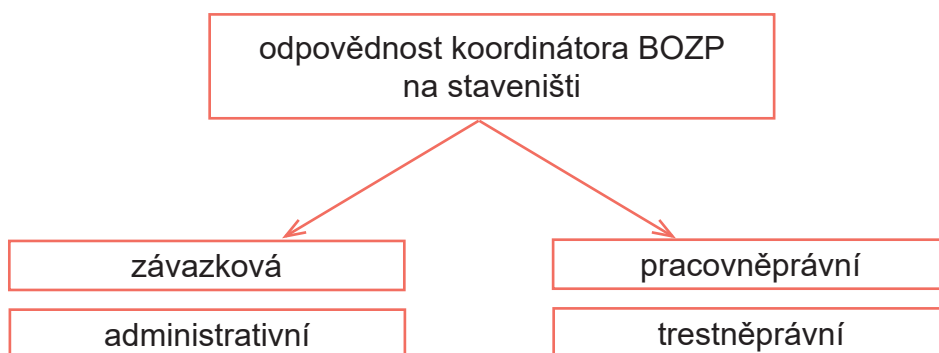 odpovědnost koordinátora BOZP
na staveništi
závazková
pracovněprávní
administrativní
trestněprávní